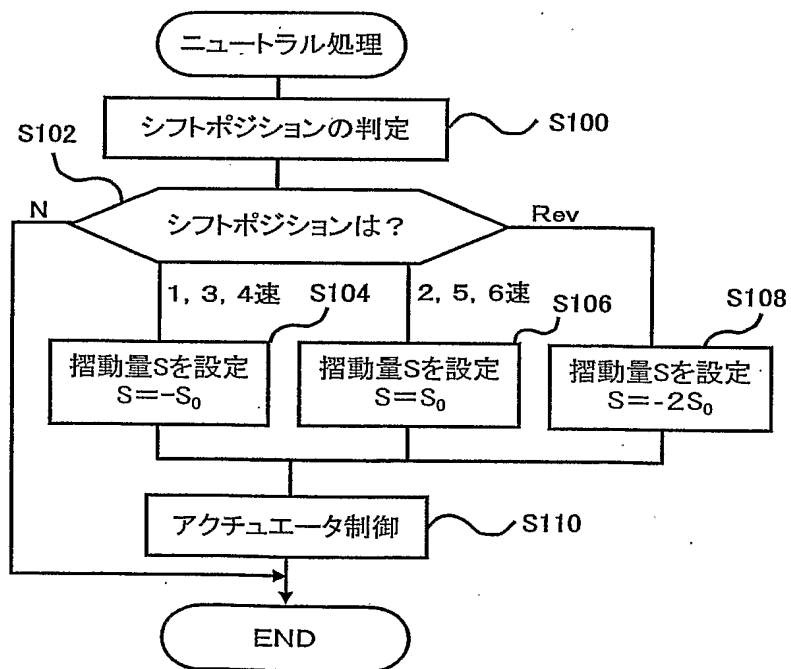 ニュートラル処理
シフトポジションの判定
S100
S102
シフトポジションは?
N
Rev
1, 3, 4速
S104
2, 5, 6速
S106
S108
摺動量Sを設定
S=-S₀
摺動量Sを設定
S=S₀
摺動量Sを設定
S=-2S₀
アクチュエータ制御
S110
END